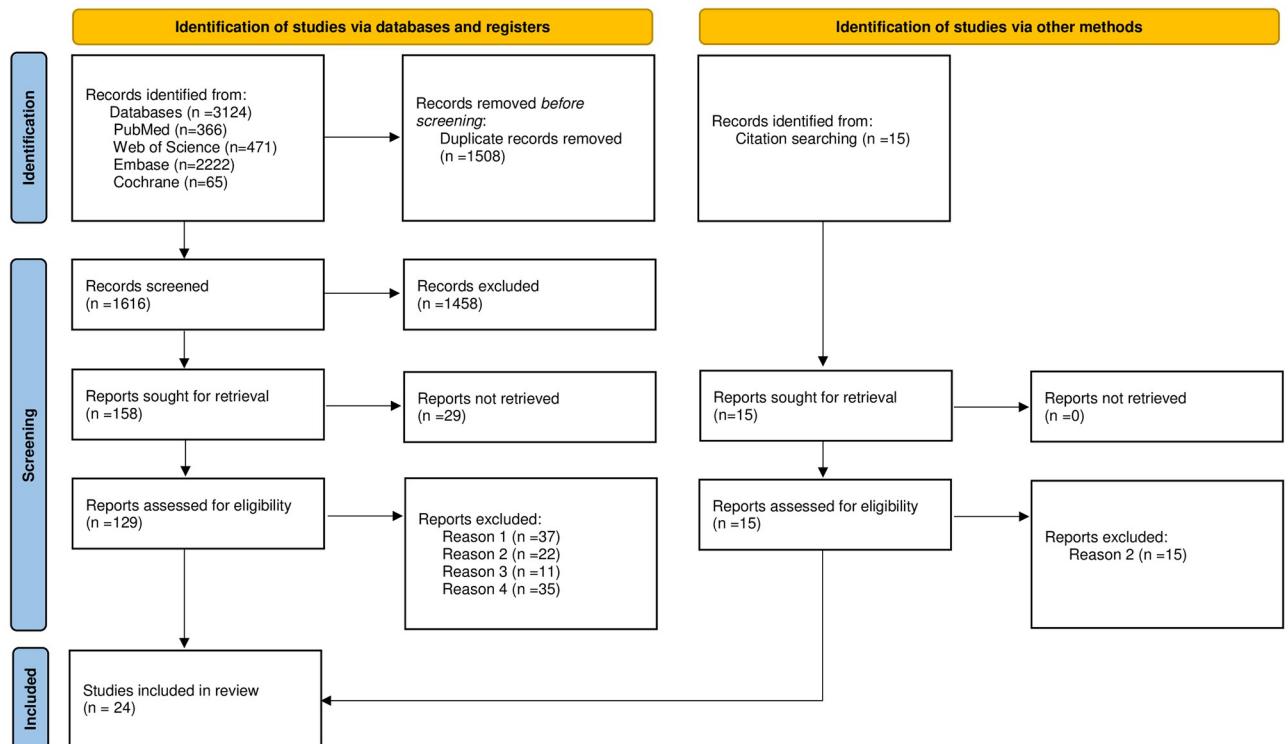 Identification of studies via databases and registers
Identification of studies via other methods
Identification
Records identified from:
Databases (n =3124)
PubMed (n=366)
Web of Science (n=471)
Embase (n=2222)
Cochrane (n=65)
Records removed before
screening:
Duplicate records removed
(n =1508)
Records identified from:
Citation searching (n =15)
Screening
Records screened
(n =1616)
Records excluded
(n =1458)
Reports sought for retrieval
(n =158)
Reports not retrieved
(n =29)
Reports sought for retrieval
(n=15)
Reports not retrieved
(n =0)
Reports assessed for eligibility
(n =129)
Reports excluded:
Reason 1 (n =37)
Reason 2 (n =22)
Reason 3 (n =11)
Reason 4 (n =35)
Reports assessed for eligibility
(n =15)
Reports excluded:
Reason 2 (n =15)
Included
Studies included in review
(n = 24)